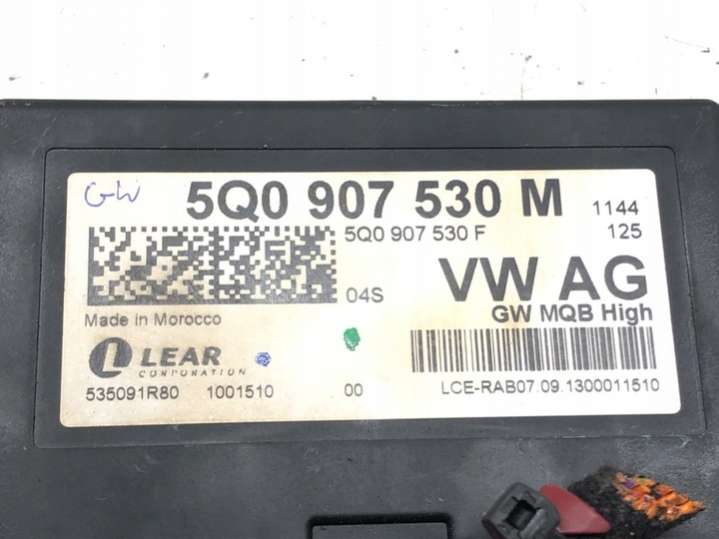 GW
5Q0 907 530 M 1144
5Q0 907 530 F 125
04S VW AG
GW MQB High
Made in Morocco
LEAR
CORPORATION
535091R80 1001510 00 LCE-RAB07.09.1300011510